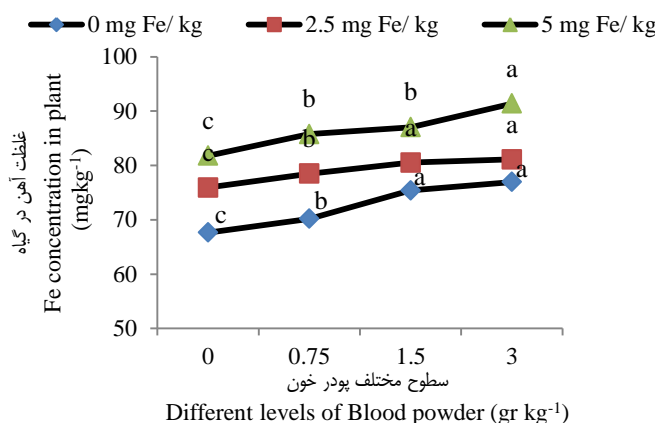 0 mg Fe/ kg 2.5 mg Fe/ kg 5 mg Fe/ kg
100
90
80
70
60
50
غلظت آهن در گیاه
Fe concentration in plant
(mgkg-1)
c b b a
c b a a
c b a a
0 0.75 1.5 3
سطوح مختلف پودر خون
Different levels of Blood powder (gr kg-1)